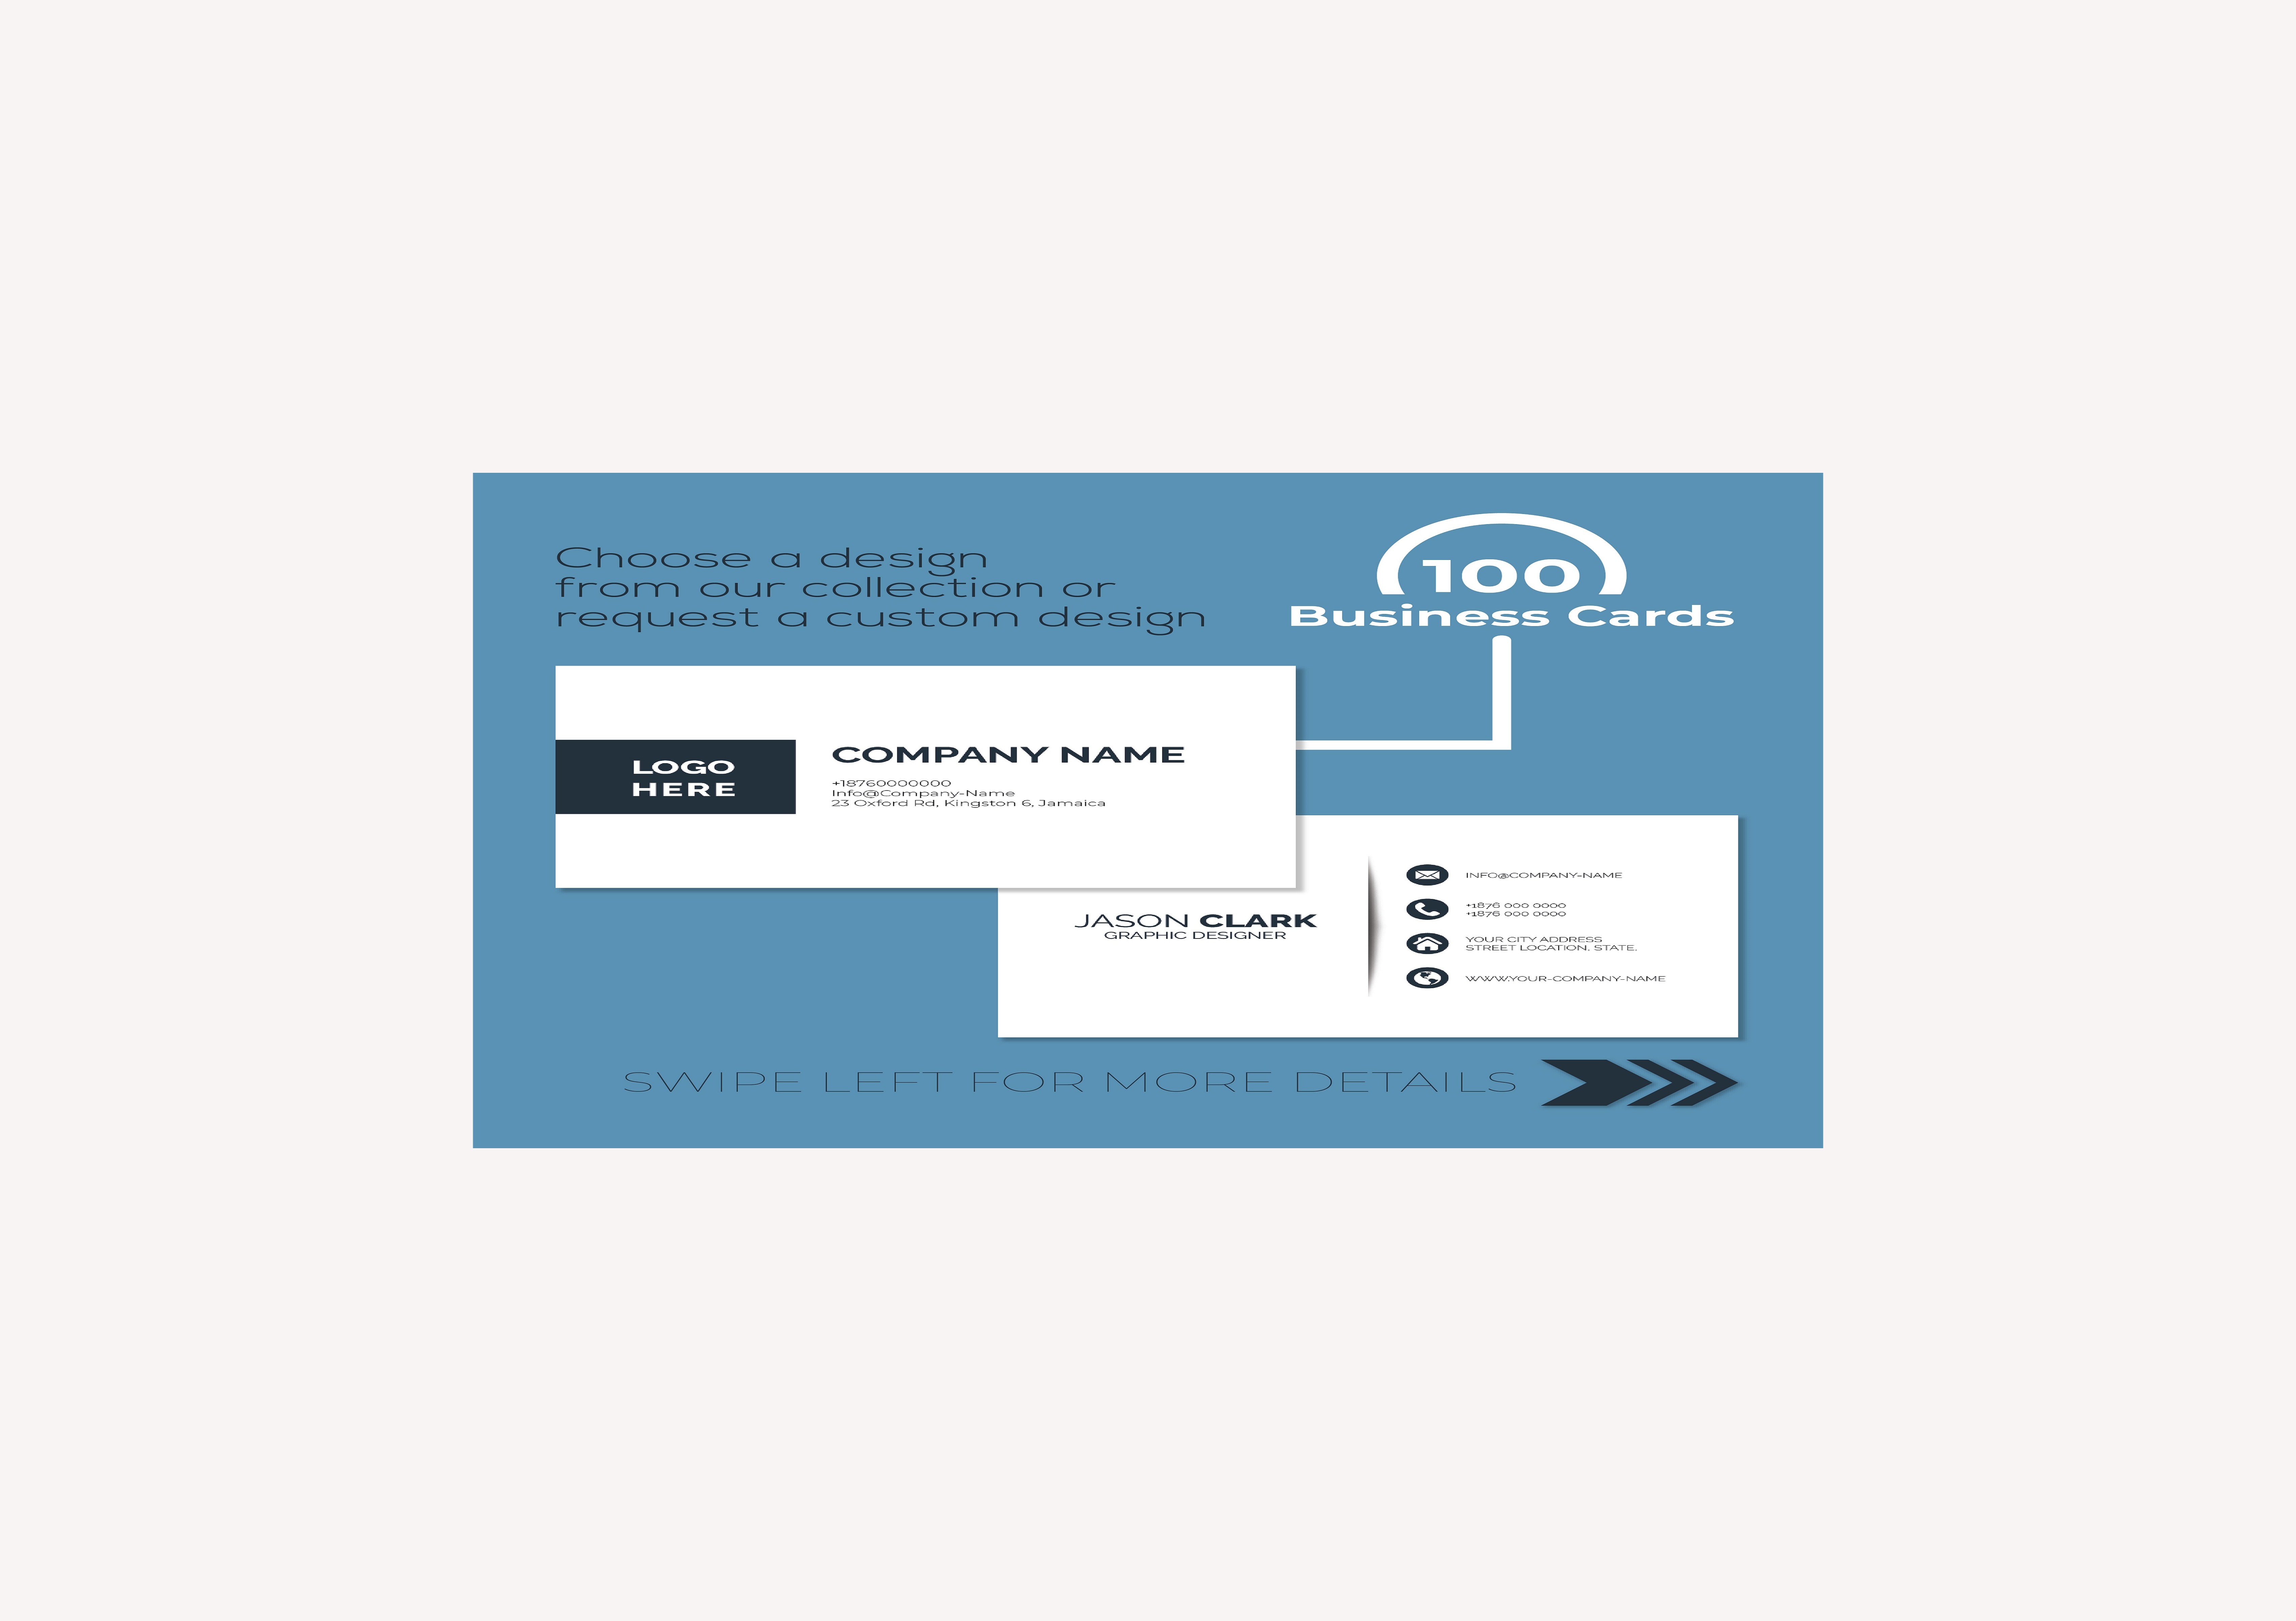 Choose a design
from our collection or
request a custom design
100
Business Cards
LOGO
HERE
COMPANY NAME
+18760000000
Info@Company-Name
23 Oxford Rd, Kingston 6, Jamaica
JASON CLARK
GRAPHIC DESIGNER
INFO@COMPANY-NAME
+1876 000 0000
+1876 000 0000
YOUR CITY ADDRESS
STREET LOCATION, STATE,
WWW.YOUR-COMPANY-NAME
SWIPE LEFT FOR MORE DETAILS